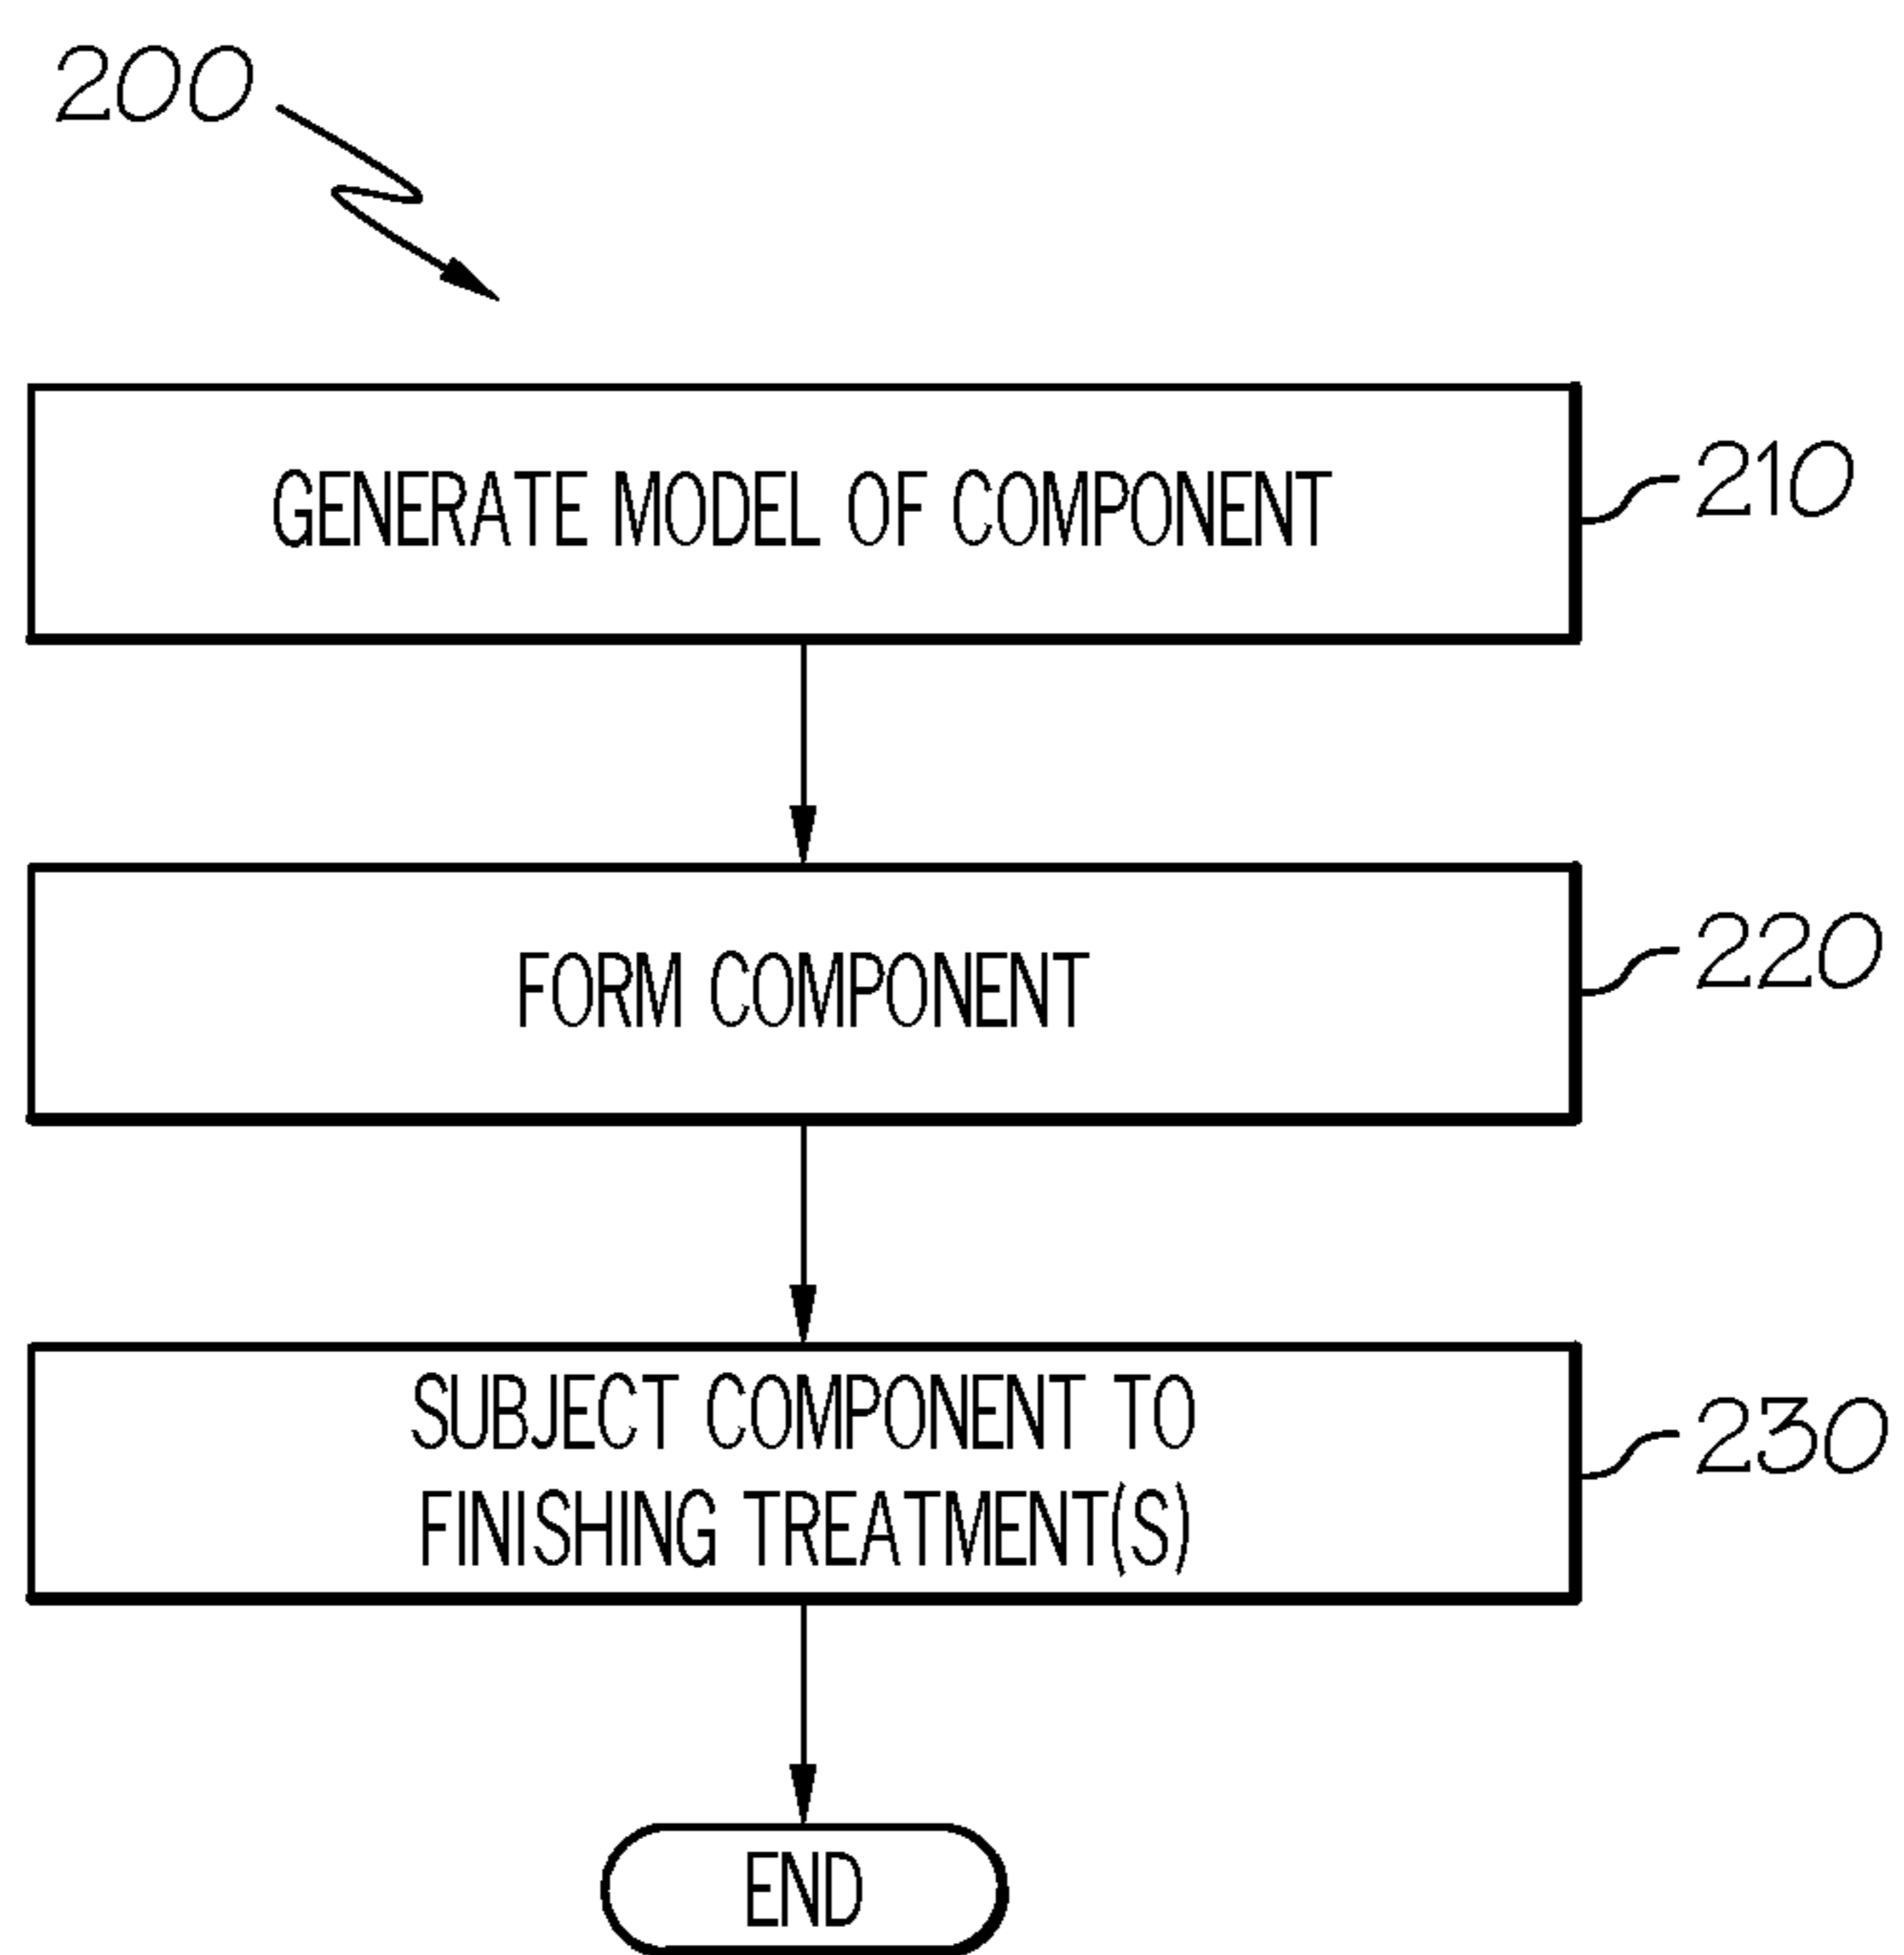 200
GENERATE MODEL OF COMPONENT
210
FORM COMPONENT
220
SUBJECT COMPONENT TO
FINISHING TREATMENT(S)
230
END